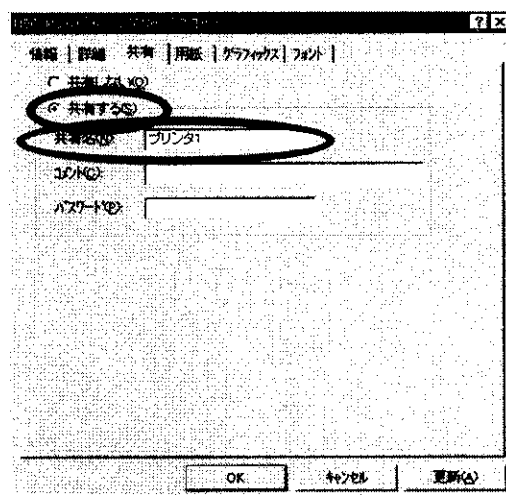 情報 詳細 共有 用紙 グラフィックス フォント
共有しない(O)
共有する(S)
共有名(N): プリンタ1
コメント(C):
パスワード(P):
OK キャンセル 更新(A)